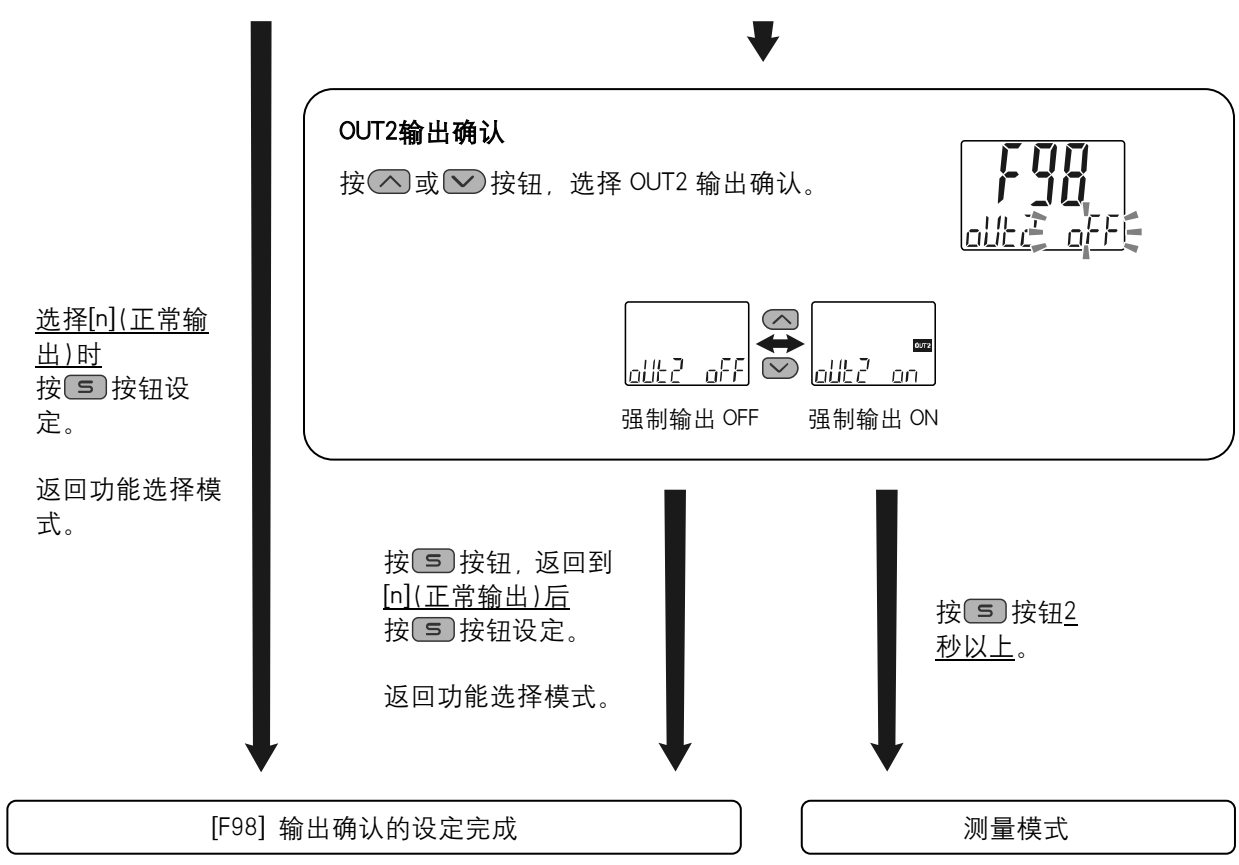 OUT2输出确认
按 或 按钮, 选择 OUT2 输出确认。
F98
oUt2 oFF
oUt2 oFF
OUT2
oUt2 on
强制输出 OFF
强制输出 ON
选择[n](正常输
出)时
按 S 按钮设
定。
返回功能选择模
式。
按 S 按钮, 返回到
[n](正常输出)后
按 S 按钮设定。
返回功能选择模式。
按 S 按钮2
秒以上。
[F98] 输出确认的设定完成
测量模式